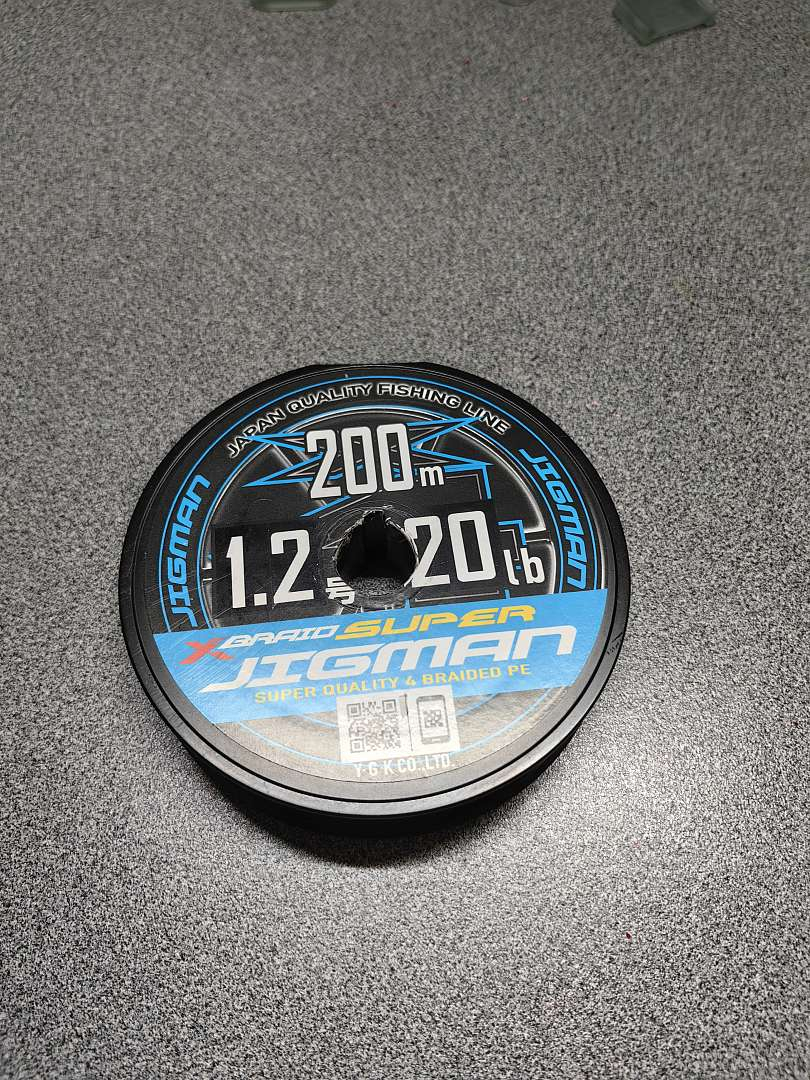 JAPAN QUALITY FISHING LINE
200m
JIGMAN
JIGMAN
1.2号
20lb
X-BRAID SUPER
JIGMAN
SUPER QUALITY 4 BRAIDED PE
Y·G·K CO.,LTD.